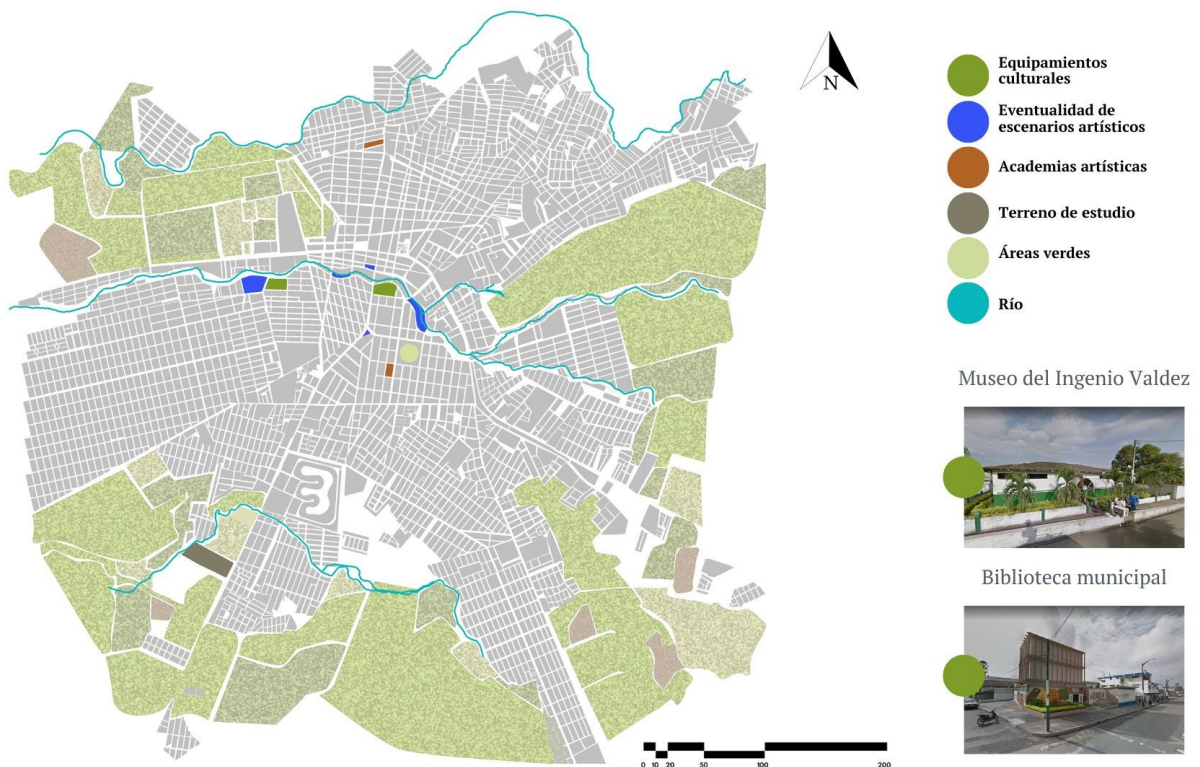 N
Equipamientos
culturales
Eventualidad de
escenarios artísticos
Academias artísticas
Terreno de estudio
Áreas verdes
Río
Museo del Ingenio Valdez
Biblioteca municipal
0 10 20 50 100 200